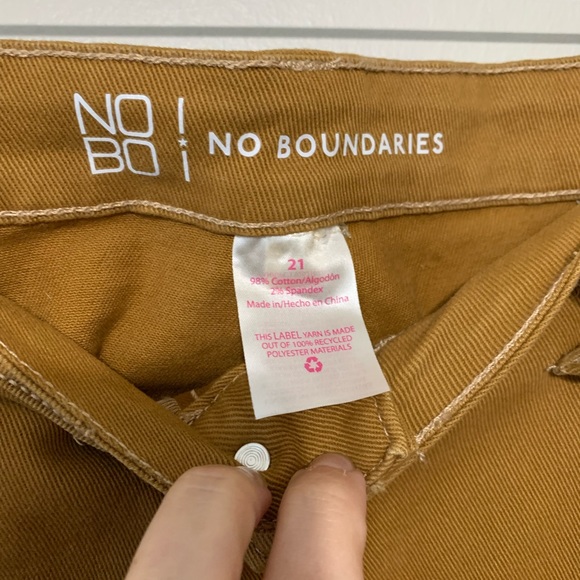 NO
BO
NO BOUNDARIES
21
98% Cotton/Algodón
2% Spandex
Made in/Hecho en China
THIS LABEL YARN IS MADE
OUT OF 100% RECYCLED
POLYESTER MATERIALS